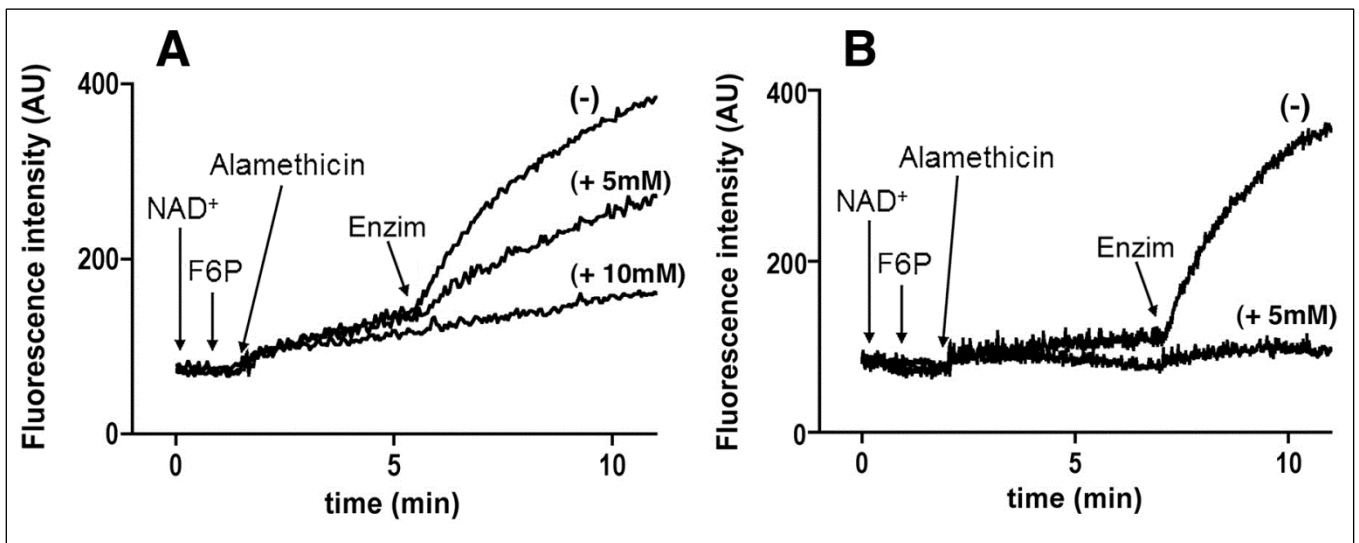 A
Fluorescence intensity (AU)
400
200
0
NAD⁺
F6P
Alamethicin
Enzim
(-)
(+ 5mM)
(+ 10mM)
0
5
10
time (min)
B
Fluorescence intensity (AU)
400
200
0
NAD⁺
F6P
Alamethicin
Enzim
(-)
(+ 5mM)
0
5
10
time (min)